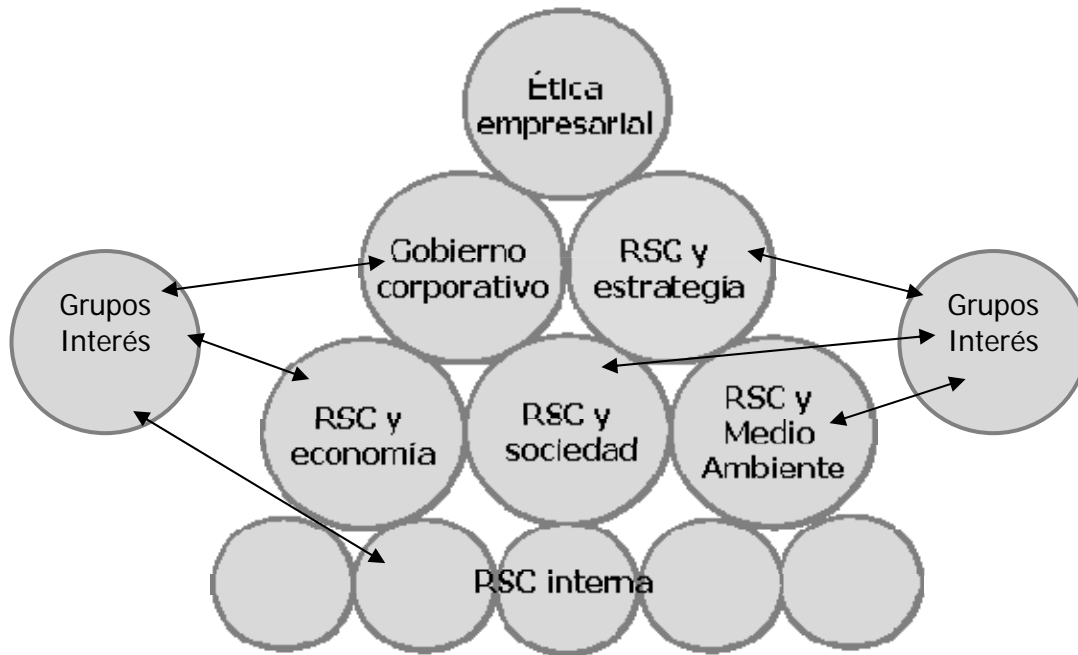 Ética
empresarial
Gobierno
corporativo
RSC y
estrategia
Grupos
Interés
Grupos
Interés
RSC y
economía
RSC y
sociedad
RSC y
Medio
Ambiente
RSC interna